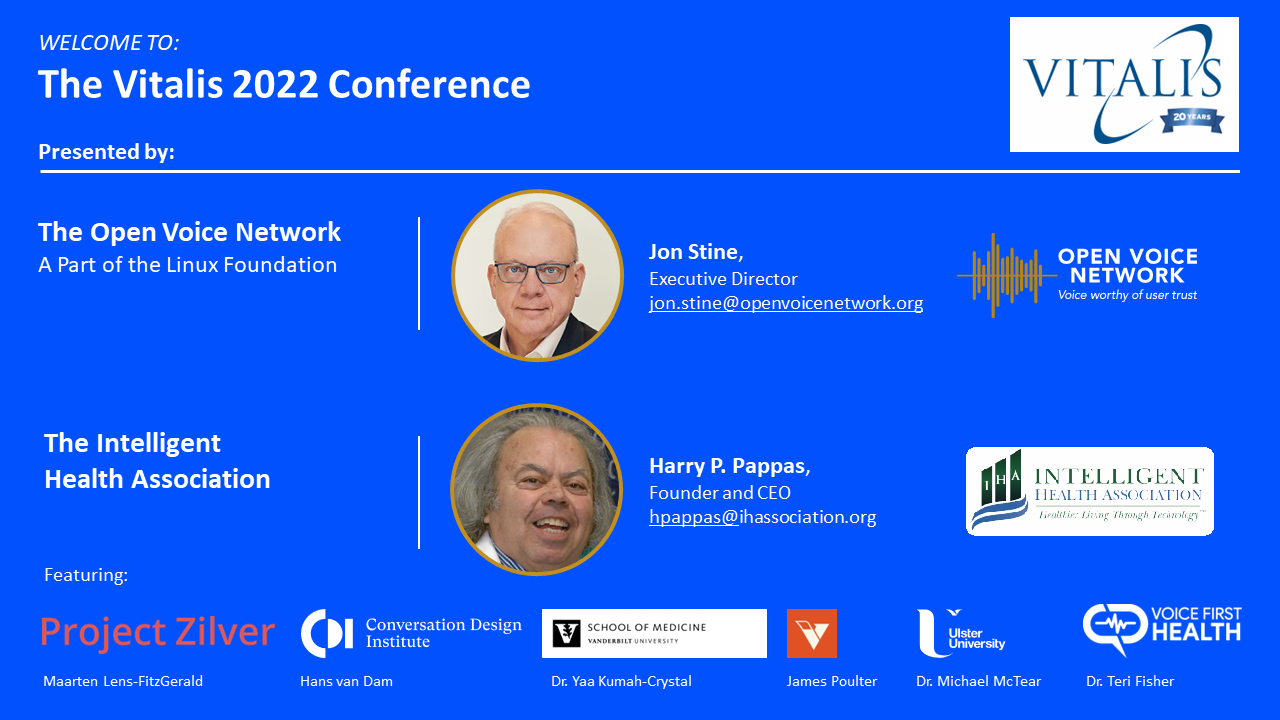 WELCOME TO:
The Vitalis 2022 Conference
VITALIS
20 YEARS
Presented by:
The Open Voice Network
A Part of the Linux Foundation
Jon Stine,
Executive Director
jon.stine@openvoicenetwork.org
OPEN VOICE
NETWORK
Voice worthy of user trust
The Intelligent
Health Association
Harry P. Pappas,
Founder and CEO
hpappas@ihassociation.org
IHA
INTELLIGENT
HEALTH ASSOCIATION
Healthier Living Through Technology
Featuring:
Project Zilver
Conversation Design
Institute
V
SCHOOL OF MEDICINE
VANDERBILT UNIVERSITY
Ulster
University
VOICE FIRST
HEALTH
Maarten Lens-FitzGerald
Hans van Dam
Dr. Yaa Kumah-Crystal
James Poulter
Dr. Michael McTear
Dr. Teri Fisher